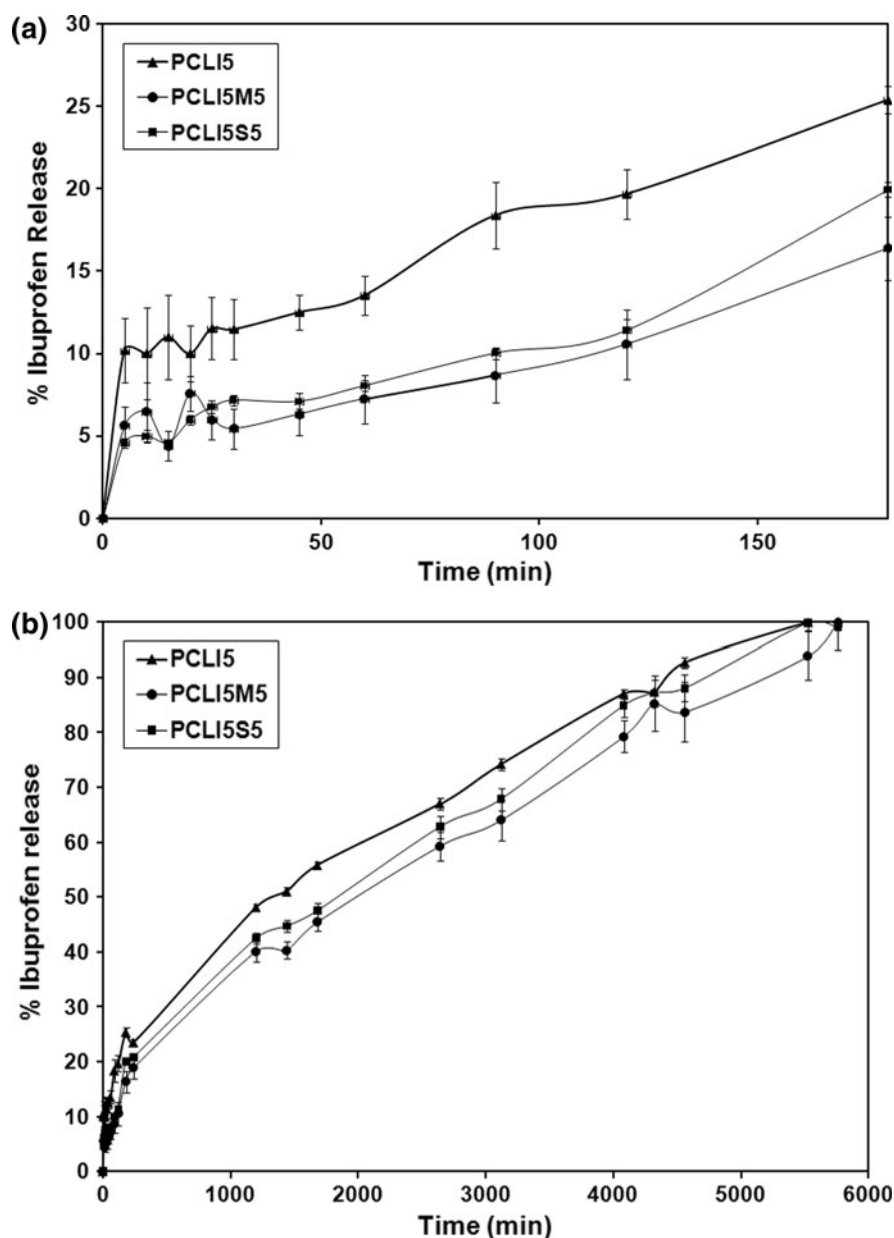 (a)
30
25
20
15
10
5
0
% Ibuprofen Release
PCLI5
PCLI5M5
PCLI5S5
0 50 100 150
Time (min)
(b)
100
90
80
70
60
50
40
30
20
10
0
% Ibuprofen release
PCLI5
PCLI5M5
PCLI5S5
0 1000 2000 3000 4000 5000 6000
Time (min)